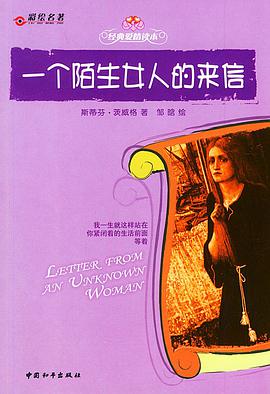 彩绘名著
经典爱情读本
一个陌生女人的来信
斯蒂芬·茨威格 著 邹晗 绘
我一生就这样站在
你紧闭着的生活前面
等着
LETTER FROM
AN UNKNOWN
WOMAN
中国和平出版社